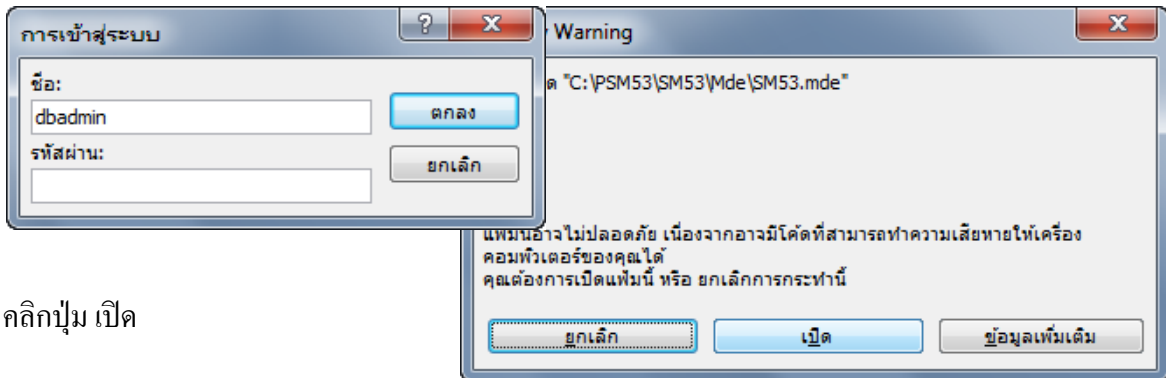 การเข้าสู่ระบบ
ชื่อ:
dbadmin
ตกลง
รหัสผ่าน:
ยกเลิก
Warning
"C:\PSM53\SM53\Mde\SM53.mde"
แฟ้มนี้อาจไม่ปลอดภัย เนื่องจากอาจมีโค้ดที่สามารถทำความเสียหายให้เครื่อง
คอมพิวเตอร์ของคุณได้
คุณต้องการเปิดแฟ้มนี้ หรือ ยกเลิกการกระทำนี้
ยกเลิก
เปิด
ข้อมูลเพิ่มเติม
คลิกปุ่ม เปิด